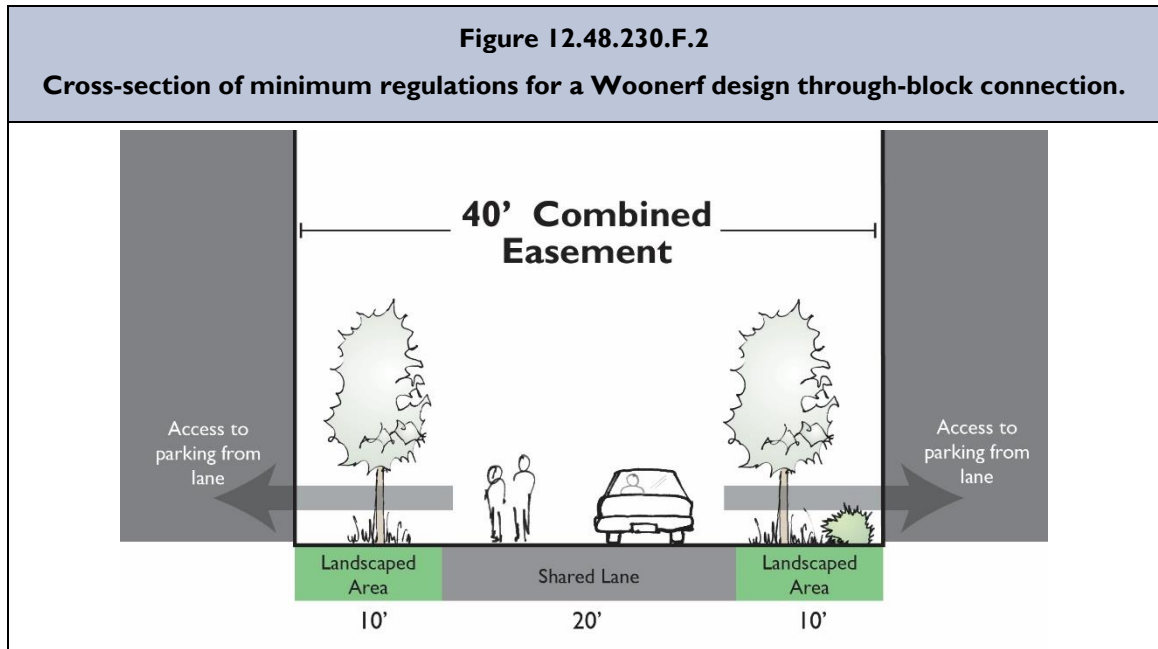 Figure 12.48.230.F.2
Cross-section of minimum regulations for a Woonerf design through-block connection.
40’ Combined
Easement
Access to
parking from
lane
Access to
parking from
lane
Landscaped
Area
Shared Lane
Landscaped
Area
10’
20’
10’